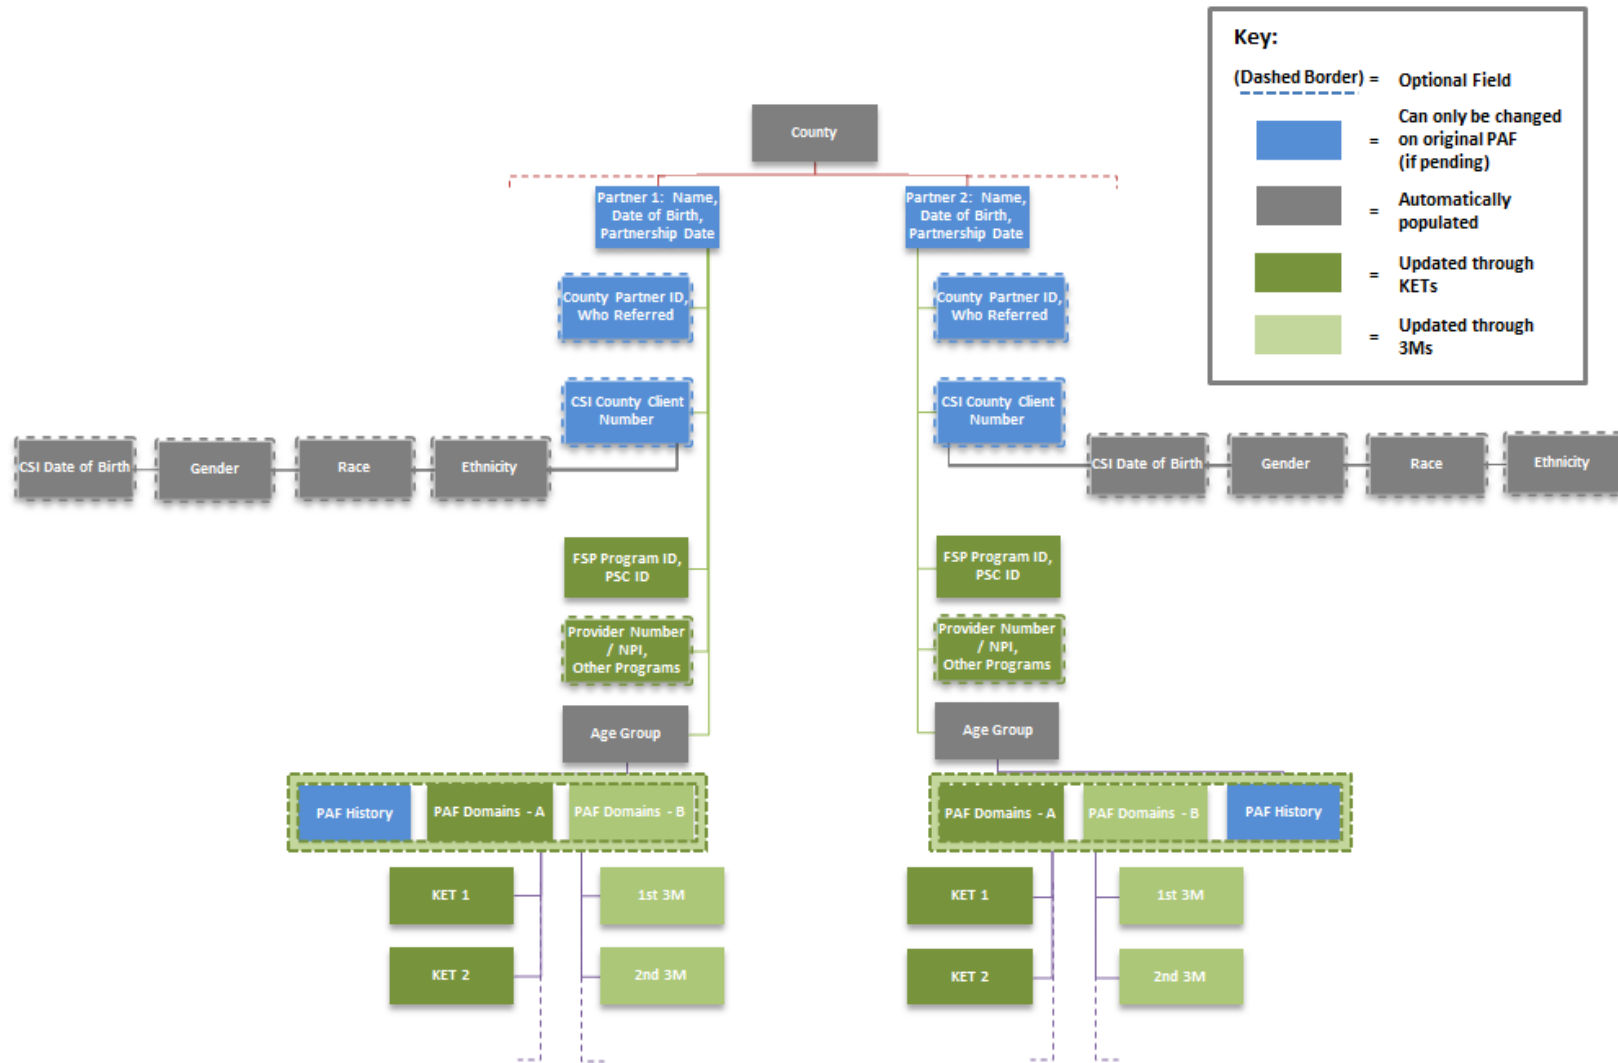 Key:
(Dashed Border) = Optional Field
= Can only be changed
on original PAF
(if pending)
= Automatically
populated
= Updated through
KETs
= Updated through
3Ms
County
Partner 1: Name,
Date of Birth,
Partnership Date
Partner 2: Name,
Date of Birth,
Partnership Date
County Partner ID,
Who Referred
County Partner ID,
Who Referred
CSI County Client
Number
CSI County Client
Number
CSI Date of Birth
Gender
Race
Ethnicity
CSI Date of Birth
Gender
Race
Ethnicity
FSP Program ID,
PSC ID
FSP Program ID,
PSC ID
Provider Number
/ NPI,
Other Programs
Provider Number
/ NPI,
Other Programs
Age Group
Age Group
PAF History
PAF Domains - A
PAF Domains - B
PAF Domains - A
PAF Domains - B
PAF History
KET 1
1st 3M
KET 1
1st 3M
KET 2
2nd 3M
KET 2
2nd 3M